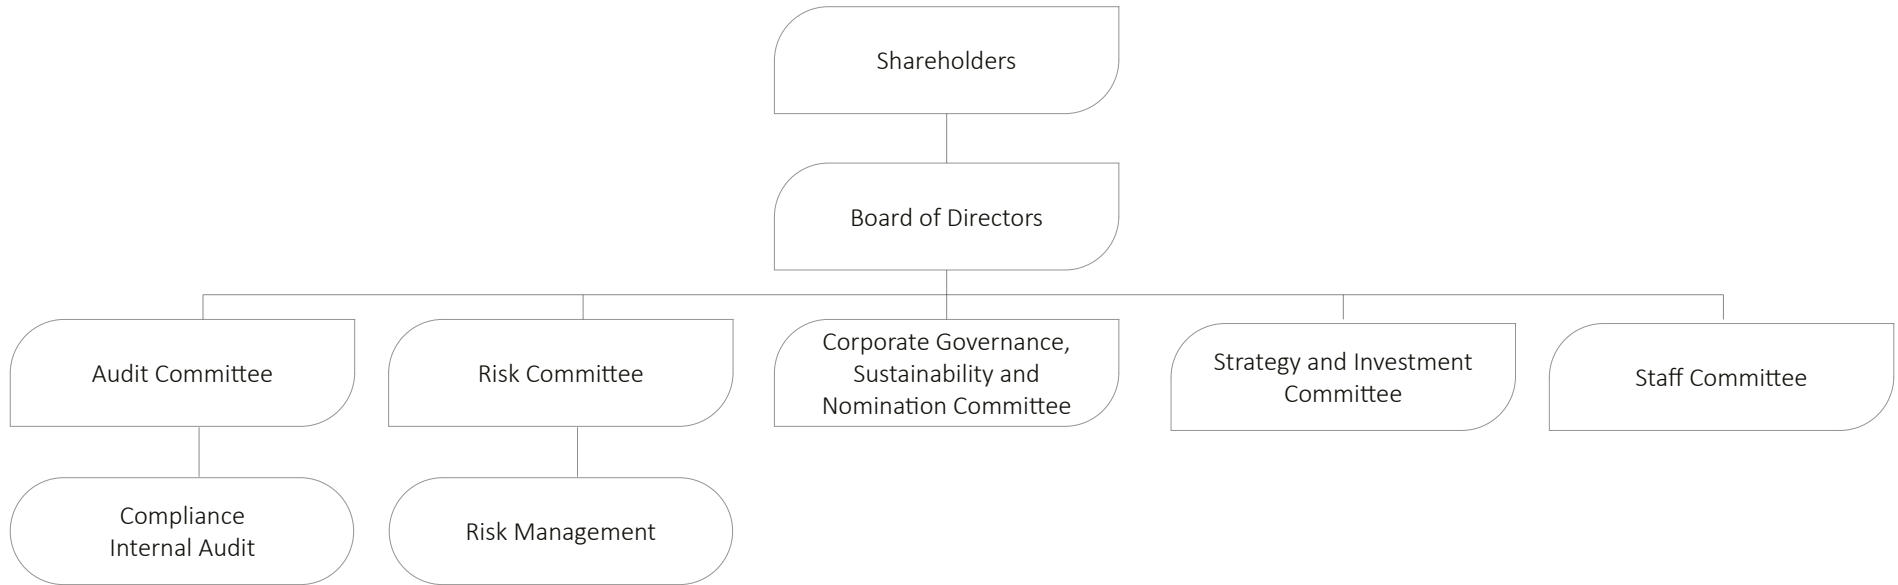 Shareholders
Board of Directors
Audit Committee
Risk Committee
Corporate Governance,
Sustainability and
Nomination Committee
Strategy and Investment
Committee
Staff Committee
Compliance
Internal Audit
Risk Management